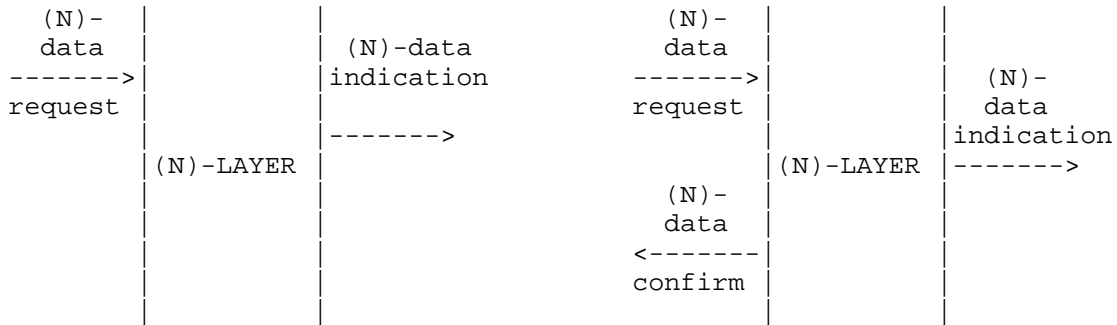 (N)-                    (N)-
data      (N)-data      data
------->  indication    ------->      (N)-
request                 request       data
          ------->                    indication
(N)-LAYER               (N)-LAYER     ------->
                        (N)-
                        data
                        <-------
                        confirm